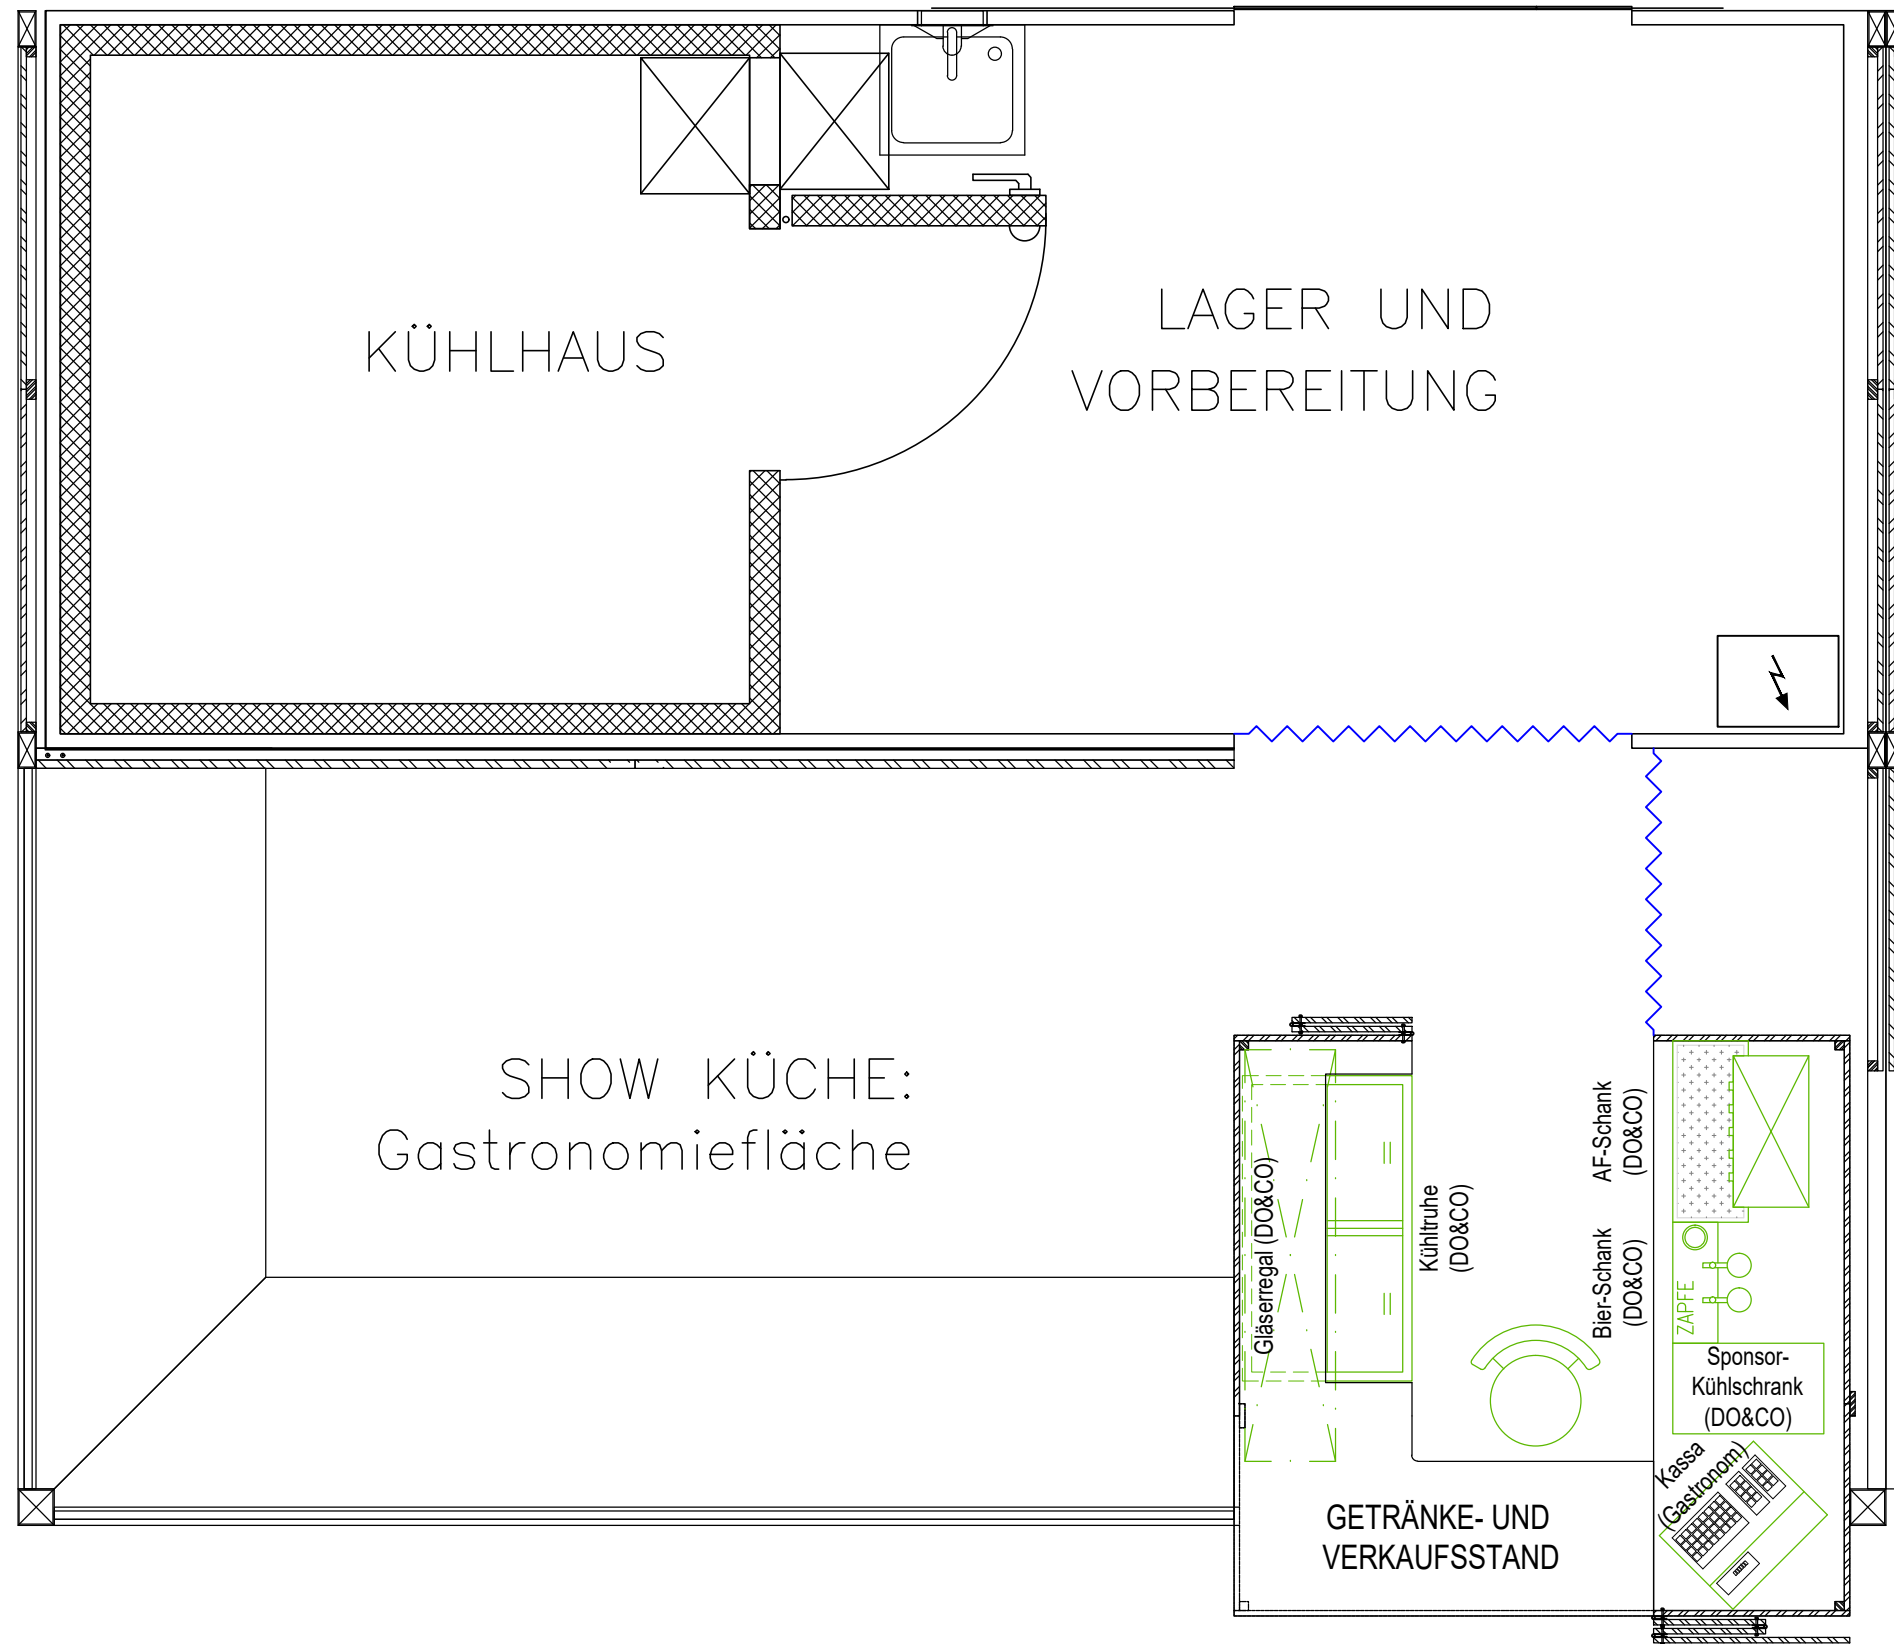 KÜHLHAUS
LAGER UND
VORBEREITUNG
SHOW KÜCHE:
Gastronomiefläche
Gläserregal (DO&CO)
Kühltruhe
(DO&CO)
AF-Schank
(DO&CO)
Bier-Schank
(DO&CO)
ZAPFE
Sponsor-
Kühlschrank
(DO&CO)
Kassa
(Gastronom)
GETRÄNKE- UND
VERKAUFSSTAND